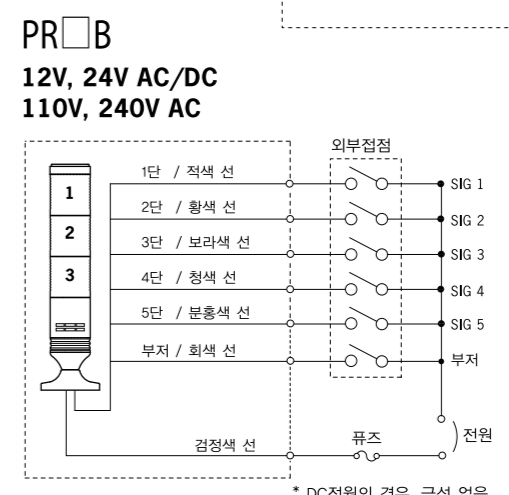 PR□B
12V, 24V AC/DC
110V, 240V AC
외부접점
1
2
3
1단 / 적색 선
SIG 1
2단 / 황색 선
SIG 2
3단 / 보라색 선
SIG 3
4단 / 청색 선
SIG 4
5단 / 분홍색 선
SIG 5
부저 / 회색 선
부저
검정색 선
퓨즈
전원
* DC전원의 경우, 극성 없음